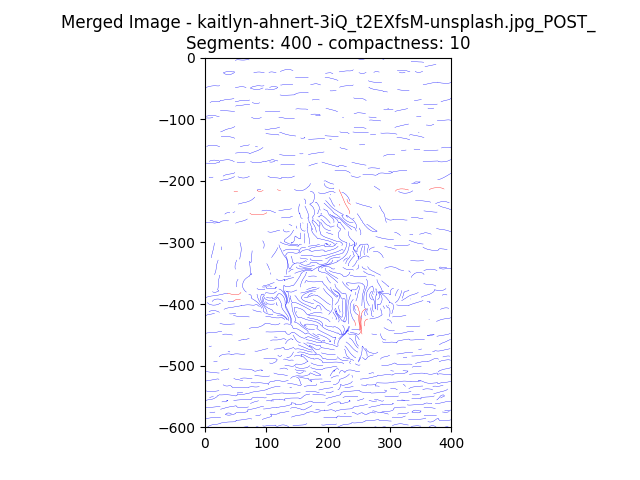 Merged Image - kaitlyn-ahnert-3iQ_t2EXfsM-unsplash.jpg_POST_
Segments: 400 - compactness: 10
0
−100
−200
−300
−400
−500
−600
0 100 200 300 400